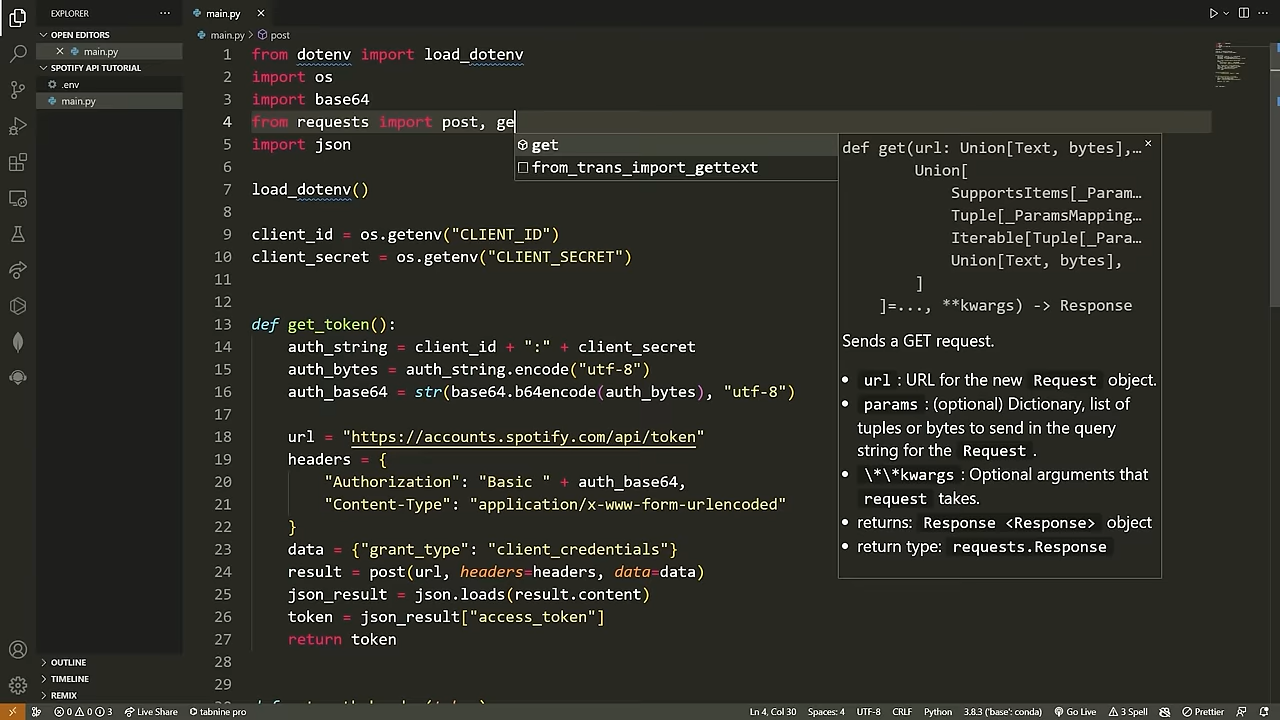 EXPLORER
OPEN EDITORS
main.py
SPOTIFY API TUTORIAL
.env
main.py
OUTLINE
TIMELINE
REMIX
main.py
main.py > post
1 from dotenv import load_dotenv
2 import os
3 import base64
4 from requests import post, ge
5 import json
6
7 load_dotenv()
8
9 client_id = os.getenv("CLIENT_ID")
10 client_secret = os.getenv("CLIENT_SECRET")
11
12
13 def get_token():
14 auth_string = client_id + ":" + client_secret
15 auth_bytes = auth_string.encode("utf-8")
16 auth_base64 = str(base64.b64encode(auth_bytes), "utf-8")
17
18 url = "https://accounts.spotify.com/api/token"
19 headers = {
20 "Authorization": "Basic " + auth_base64,
21 "Content-Type": "application/x-www-form-urlencoded"
22 }
23 data = {"grant_type": "client_credentials"}
24 result = post(url, headers=headers, data=data)
25 json_result = json.loads(result.content)
26 token = json_result["access_token"]
27 return token
28
29
get
from_trans_import_gettext
def get(url: Union[Text, bytes],…
Union[
SupportsItems[_Param…
Tuple[_ParamsMapping…
Iterable[Tuple[_Para…
Union[Text, bytes],
]
]=..., **kwargs) -> Response
Sends a GET request.
• url : URL for the new Request object.
• params : (optional) Dictionary, list of
tuples or bytes to send in the query
string for the Request .
• \*\*kwargs : Optional arguments that
request takes.
• returns: Response <Response> object
• return type: requests.Response
0 0 3 Live Share tabnine pro Ln 4, Col 30 Spaces: 4 UTF-8 CRLF Python 3.8.3 ('base': conda) Go Live 3 Spell Prettier